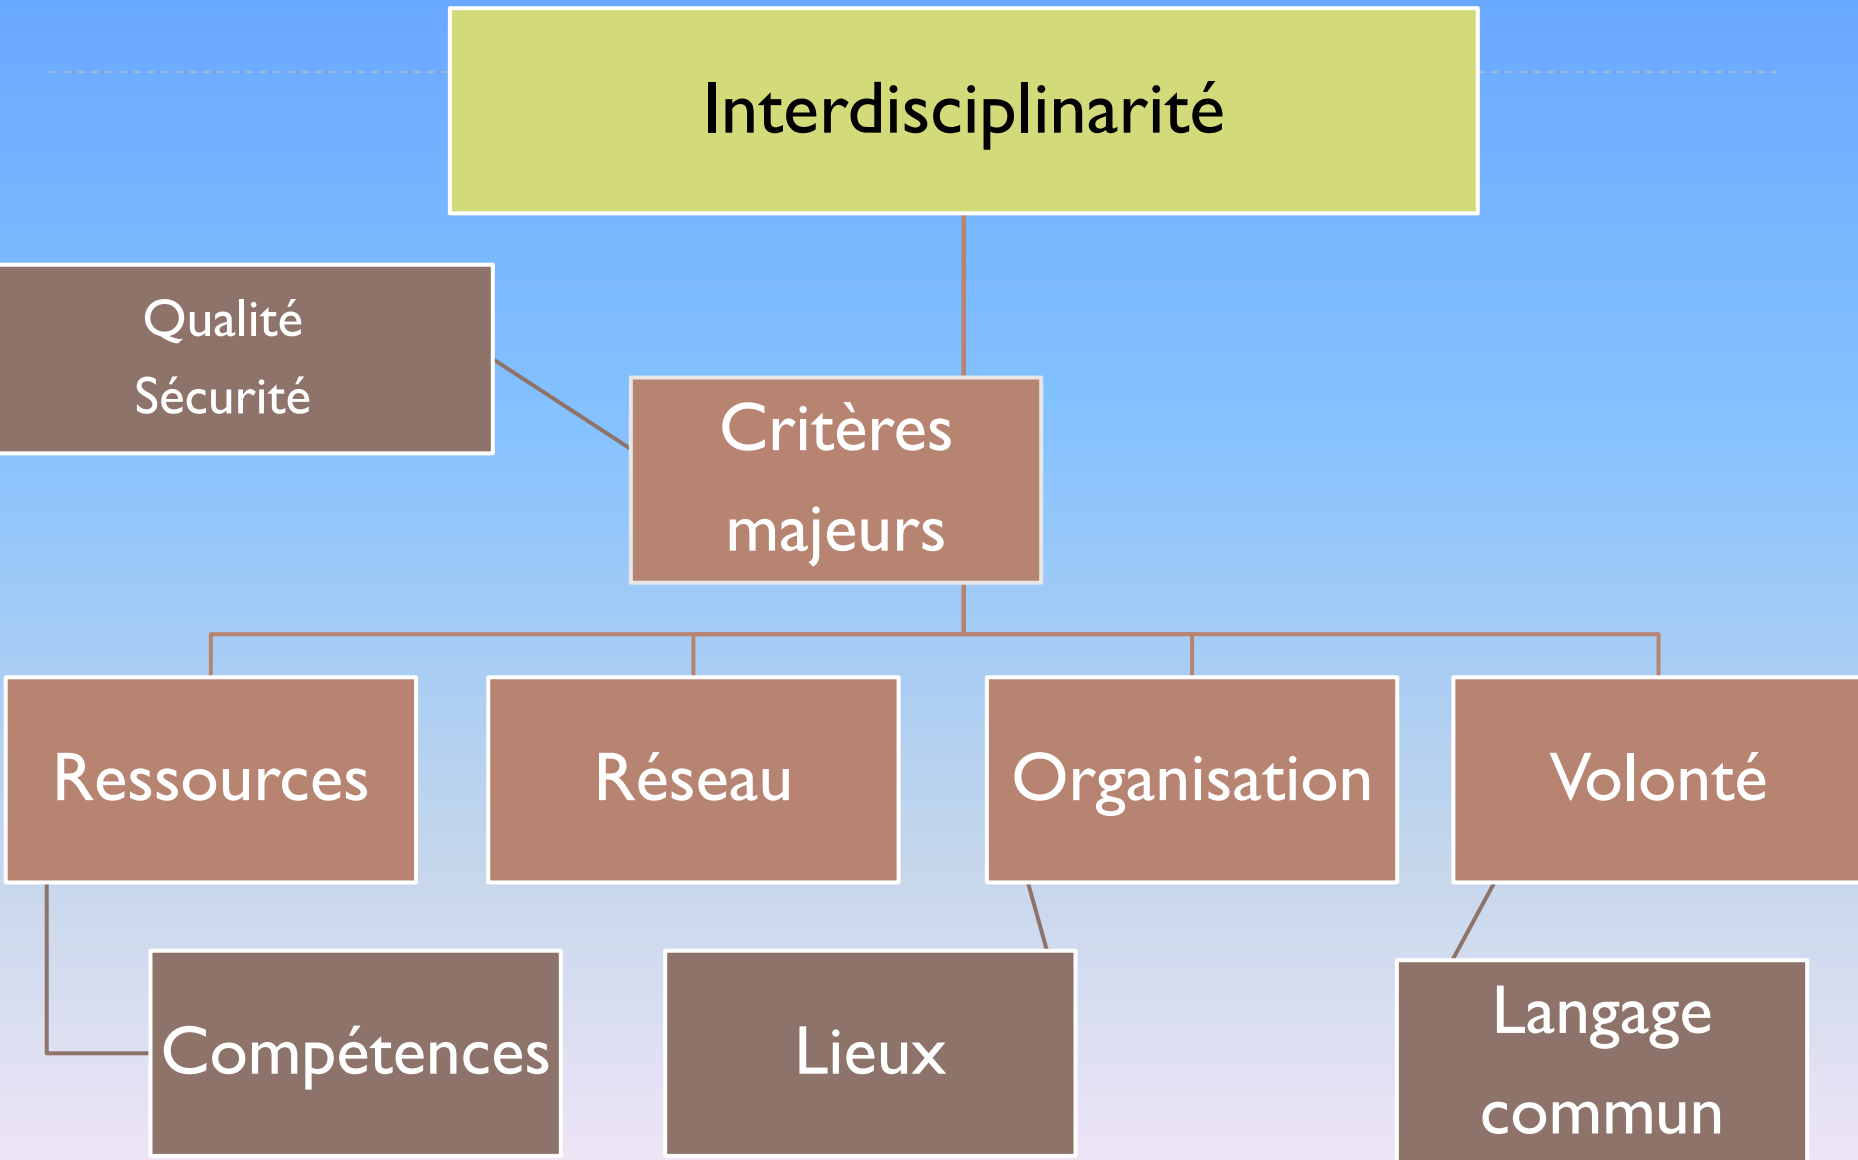 Interdisciplinarité
Qualité
Sécurité
Critères
majeurs
Ressources
Réseau
Organisation
Volonté
Compétences
Lieux
Langage
commun